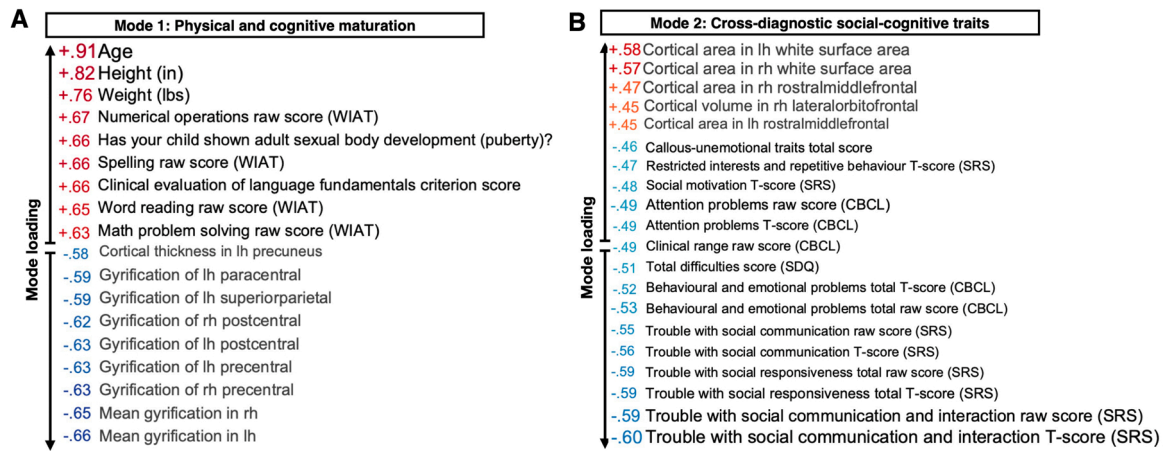 A
Mode 1: Physical and cognitive maturation
Mode loading
+.91 Age
+.82 Height (in)
+.76 Weight (lbs)
+.67 Numerical operations raw score (WIAT)
+.66 Has your child shown adult sexual body development (puberty)?
+.66 Spelling raw score (WIAT)
+.66 Clinical evaluation of language fundamentals criterion score
+.65 Word reading raw score (WIAT)
+.63 Math problem solving raw score (WIAT)
-.58 Cortical thickness in lh precuneus
-.59 Gyrification of lh paracentral
-.59 Gyrification of lh superiorparietal
-.62 Gyrification of rh postcentral
-.63 Gyrification of lh postcentral
-.63 Gyrification of lh precentral
-.63 Gyrification of rh precentral
-.65 Mean gyrification in rh
-.66 Mean gyrification in lh
B
Mode 2: Cross-diagnostic social-cognitive traits
Mode loading
+.58 Cortical area in lh white surface area
+.57 Cortical area in rh white surface area
+.47 Cortical area in rh rostralmiddlefrontal
+.45 Cortical volume in rh lateralorbitofrontal
+.45 Cortical area in lh rostralmiddlefrontal
-.46 Callous-unemotional traits total score
-.47 Restricted interests and repetitive behaviour T-score (SRS)
-.48 Social motivation T-score (SRS)
-.49 Attention problems raw score (CBCL)
-.49 Attention problems T-score (CBCL)
-.49 Clinical range raw score (CBCL)
-.51 Total difficulties score (SDQ)
-.52 Behavioural and emotional problems total T-score (CBCL)
-.53 Behavioural and emotional problems total raw score (CBCL)
-.55 Trouble with social communication raw score (SRS)
-.56 Trouble with social communication T-score (SRS)
-.59 Trouble with social responsiveness total raw score (SRS)
-.59 Trouble with social responsiveness total T-score (SRS)
-.59 Trouble with social communication and interaction raw score (SRS)
-.60 Trouble with social communication and interaction T-score (SRS)